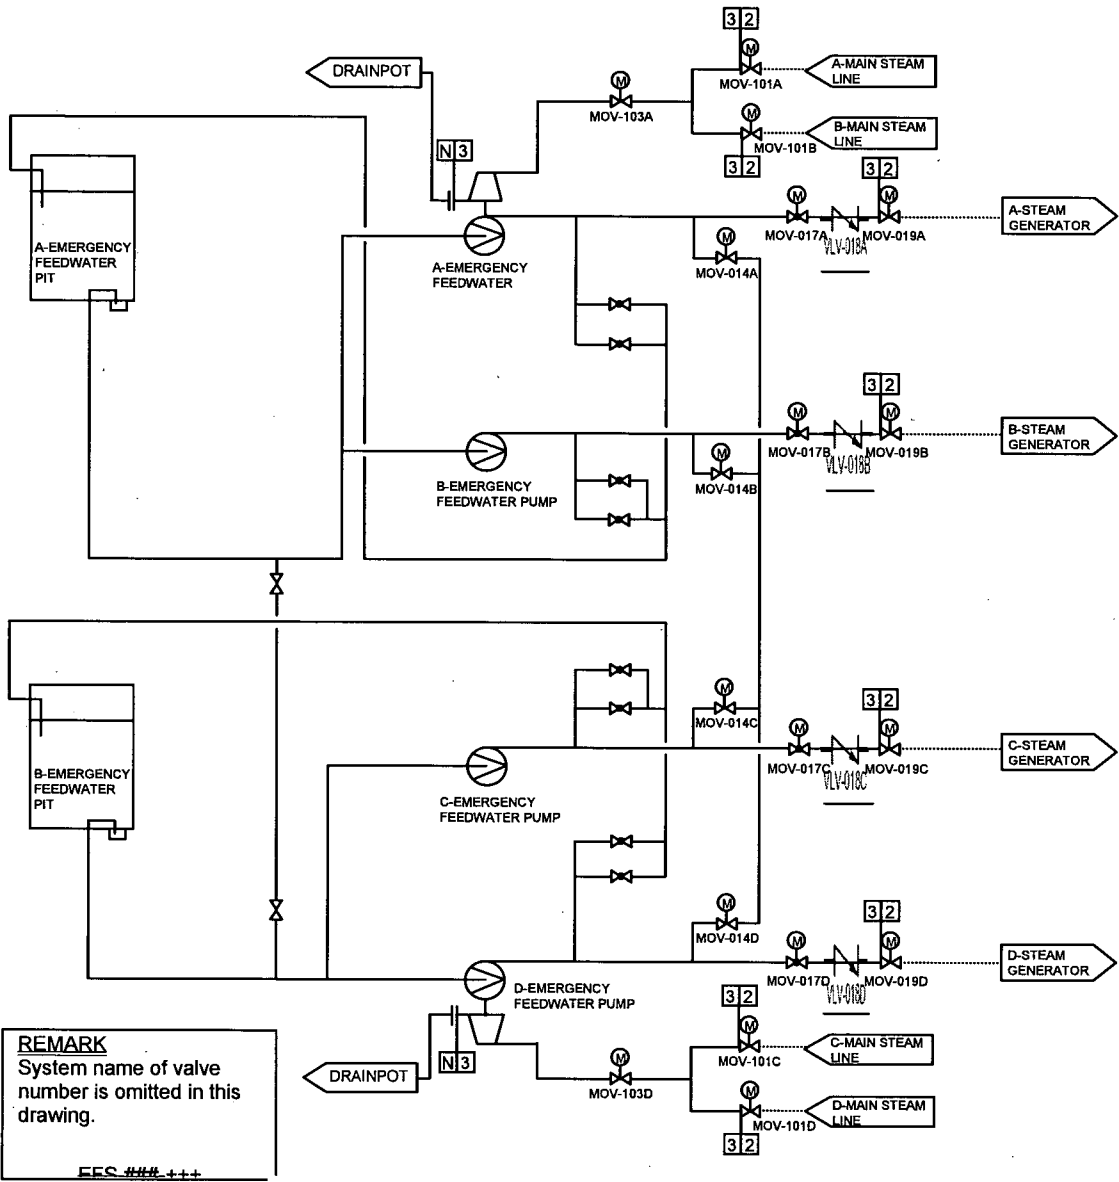 3 2
M
A-MAIN STEAM
LINE
DRAINPOT
M
MOV-101A
MOV-103A
M
B-MAIN STEAM
LINE
MOV-101B
3 2
N 3
3 2
M
M
A-STEAM
GENERATOR
MOV-017A
VLV-018A
MOV-019A
M
A-EMERGENCY
FEEDWATER
PIT
A-EMERGENCY
FEEDWATER
MOV-014A
3 2
M
M
B-STEAM
GENERATOR
MOV-017B
VLV-018B
MOV-019B
M
B-EMERGENCY
FEEDWATER PUMP
MOV-014B
M
MOV-014C
3 2
M
M
C-STEAM
GENERATOR
MOV-017C
VLV-018C
MOV-019C
B-EMERGENCY
FEEDWATER
PIT
C-EMERGENCY
FEEDWATER PUMP
M
MOV-014D
3 2
M
M
D-STEAM
GENERATOR
MOV-017D
VLV-018D
MOV-019D
D-EMERGENCY
FEEDWATER PUMP
3 2
M
C-MAIN STEAM
LINE
MOV-101C
N 3
DRAINPOT
M
MOV-103D
M
D-MAIN STEAM
LINE
MOV-101D
3 2
REMARK
System name of valve
number is omitted in this
drawing.
EFS-###-+++